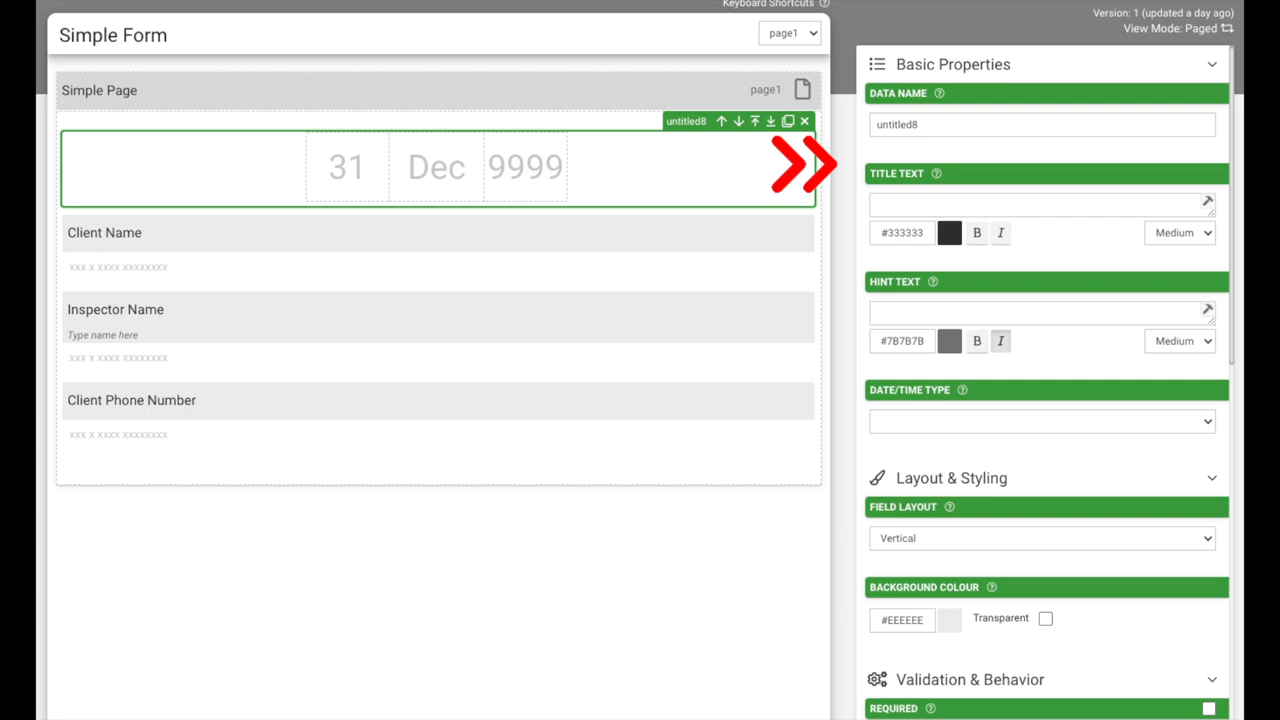 Keyboard Shortcuts
Simple Form
page1
Simple Page
page1
untitled8
31 Dec 9999
Client Name
xxx x xxxx xxxxxxxx
Inspector Name
Type name here
xxx x xxxx xxxxxxxx
Client Phone Number
xxx x xxxx xxxxxxxx
Version: 1 (updated a day ago)
View Mode: Paged
Basic Properties
DATA NAME
untitled8
TITLE TEXT
#333333 B I Medium
HINT TEXT
#7B7B7B B I Medium
DATE/TIME TYPE
Layout & Styling
FIELD LAYOUT
Vertical
BACKGROUND COLOUR
#EEEEEE Transparent
Validation & Behavior
REQUIRED